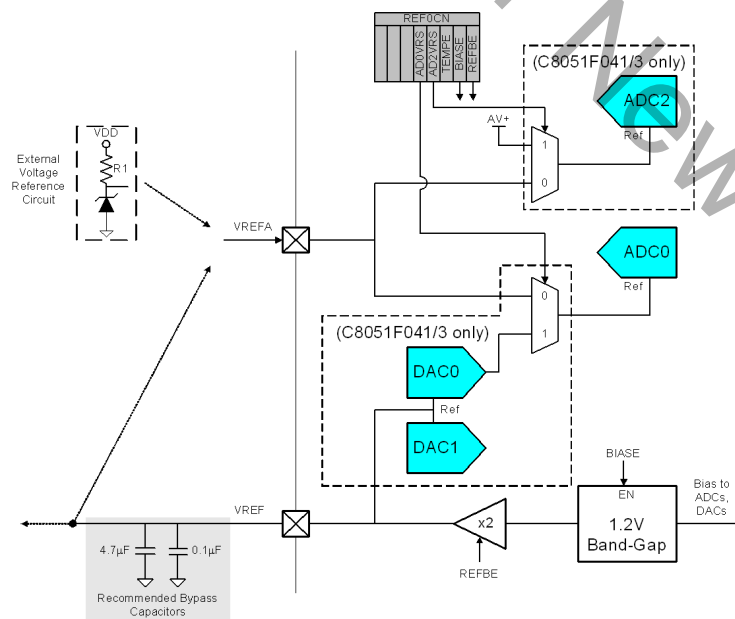 REF0CN
AD0VRS
AD2VRS
TEMPE
BIASE
REFBE
(C8051F041/3 only)
ADC2
Ref
AV+
1
0
External
Voltage
Reference
Circuit
VDD
R1
VREFA
ADC0
Ref
0
1
(C8051F041/3 only)
DAC0
Ref
DAC1
BIASE
EN
1.2V
Band-Gap
Bias to
ADCs,
DACs
x2
REFBE
VREF
4.7µF
0.1µF
Recommended Bypass
Capacitors
New